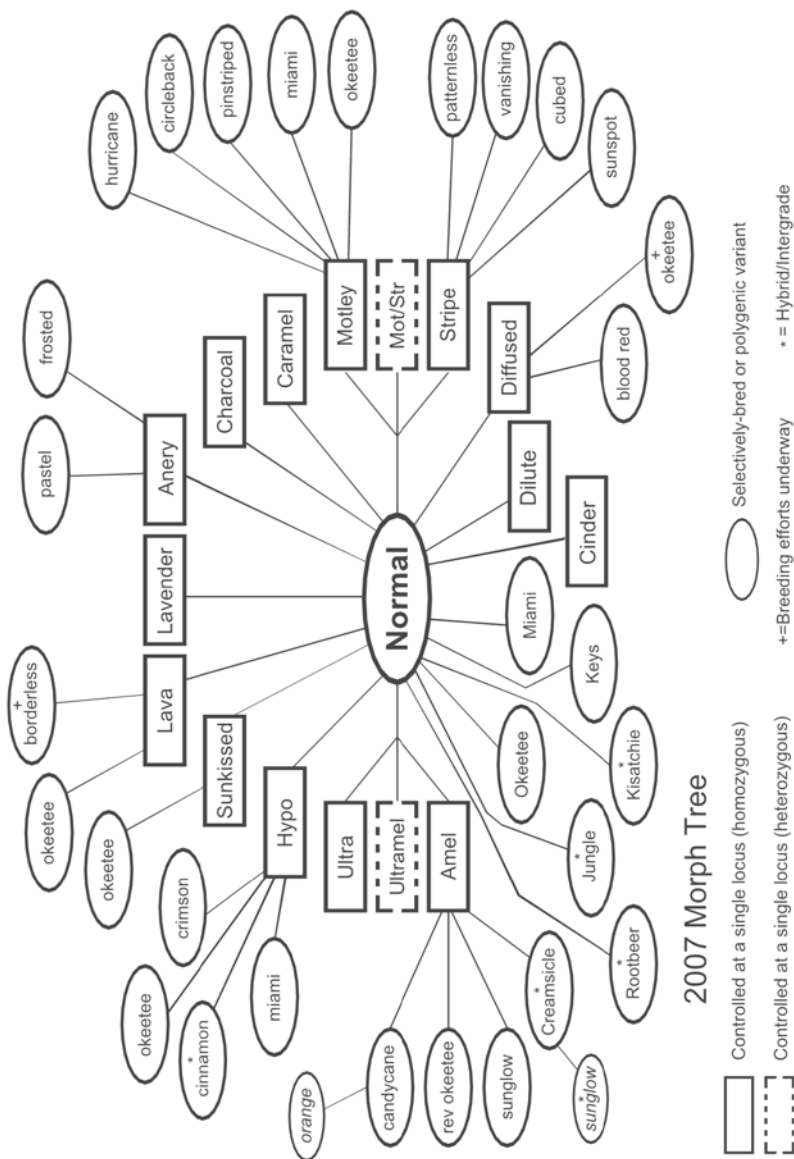 hurricane
circleback
pinstriped
miami
okeetee
frosted
pastel
Anery
Charcoal
Caramel
Motley
Mot/Str
Stripe
patternless
vanishing
cubed
sunspot
Diffused
+
okeetee
blood red
Dilute
Cinder
Lavender
Lava
+
borderless
okeetee
Sunkissed
okeetee
Normal
Hypo
crimson
okeetee
*
cinnamon
miami
Ultra
Ultramel
Amel
orange
candycane
rev okeetee
sunglow
*
Creamsicle
*
sunglow
Miami
Keys
Okeetee
*
Kisatchie
*
Jungle
*
Rootbeer
2007 Morph Tree
Controlled at a single locus (homozygous)
Selectively-bred or polygenic variant
Controlled at a single locus (heterozygous)
+=Breeding efforts underway
* = Hybrid/Intergrade